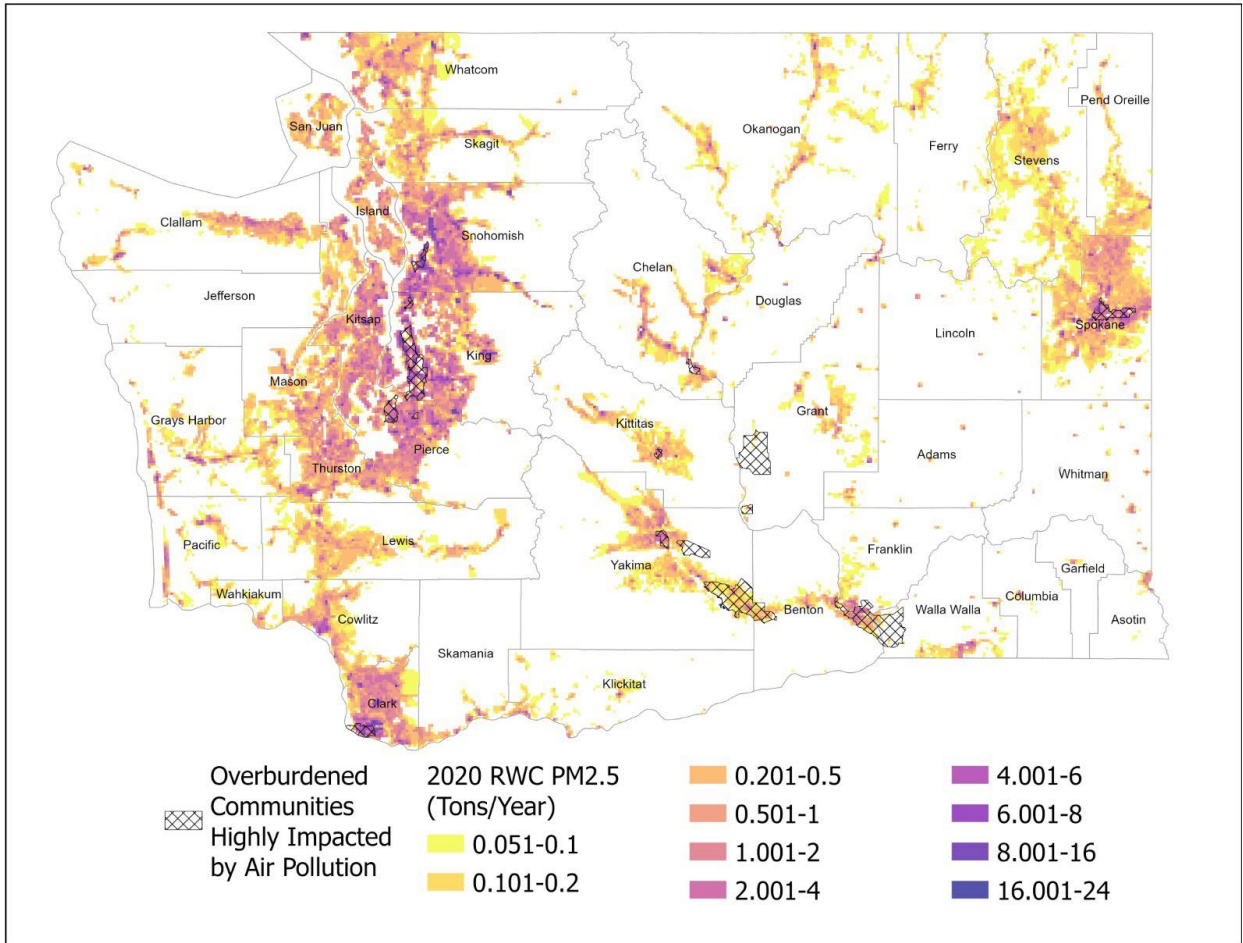 Whatcom
San Juan
Skagit
Okanogan
Ferry
Pend Oreille
Stevens
Island
Clallam
Snohomish
Chelan
Douglas
Jefferson
Kitsap
King
Lincoln
Spokane
Mason
Grays Harbor
Kittitas
Grant
Adams
Whitman
Pierce
Thurston
Pacific
Lewis
Yakima
Franklin
Garfield
Wahkiakum
Cowlitz
Benton
Walla Walla
Columbia
Asotin
Skamania
Klickitat
Clark
Overburdened
Communities
Highly Impacted
by Air Pollution
2020 RWC PM2.5
(Tons/Year)
0.051-0.1
0.101-0.2
0.201-0.5
0.501-1
1.001-2
2.001-4
4.001-6
6.001-8
8.001-16
16.001-24